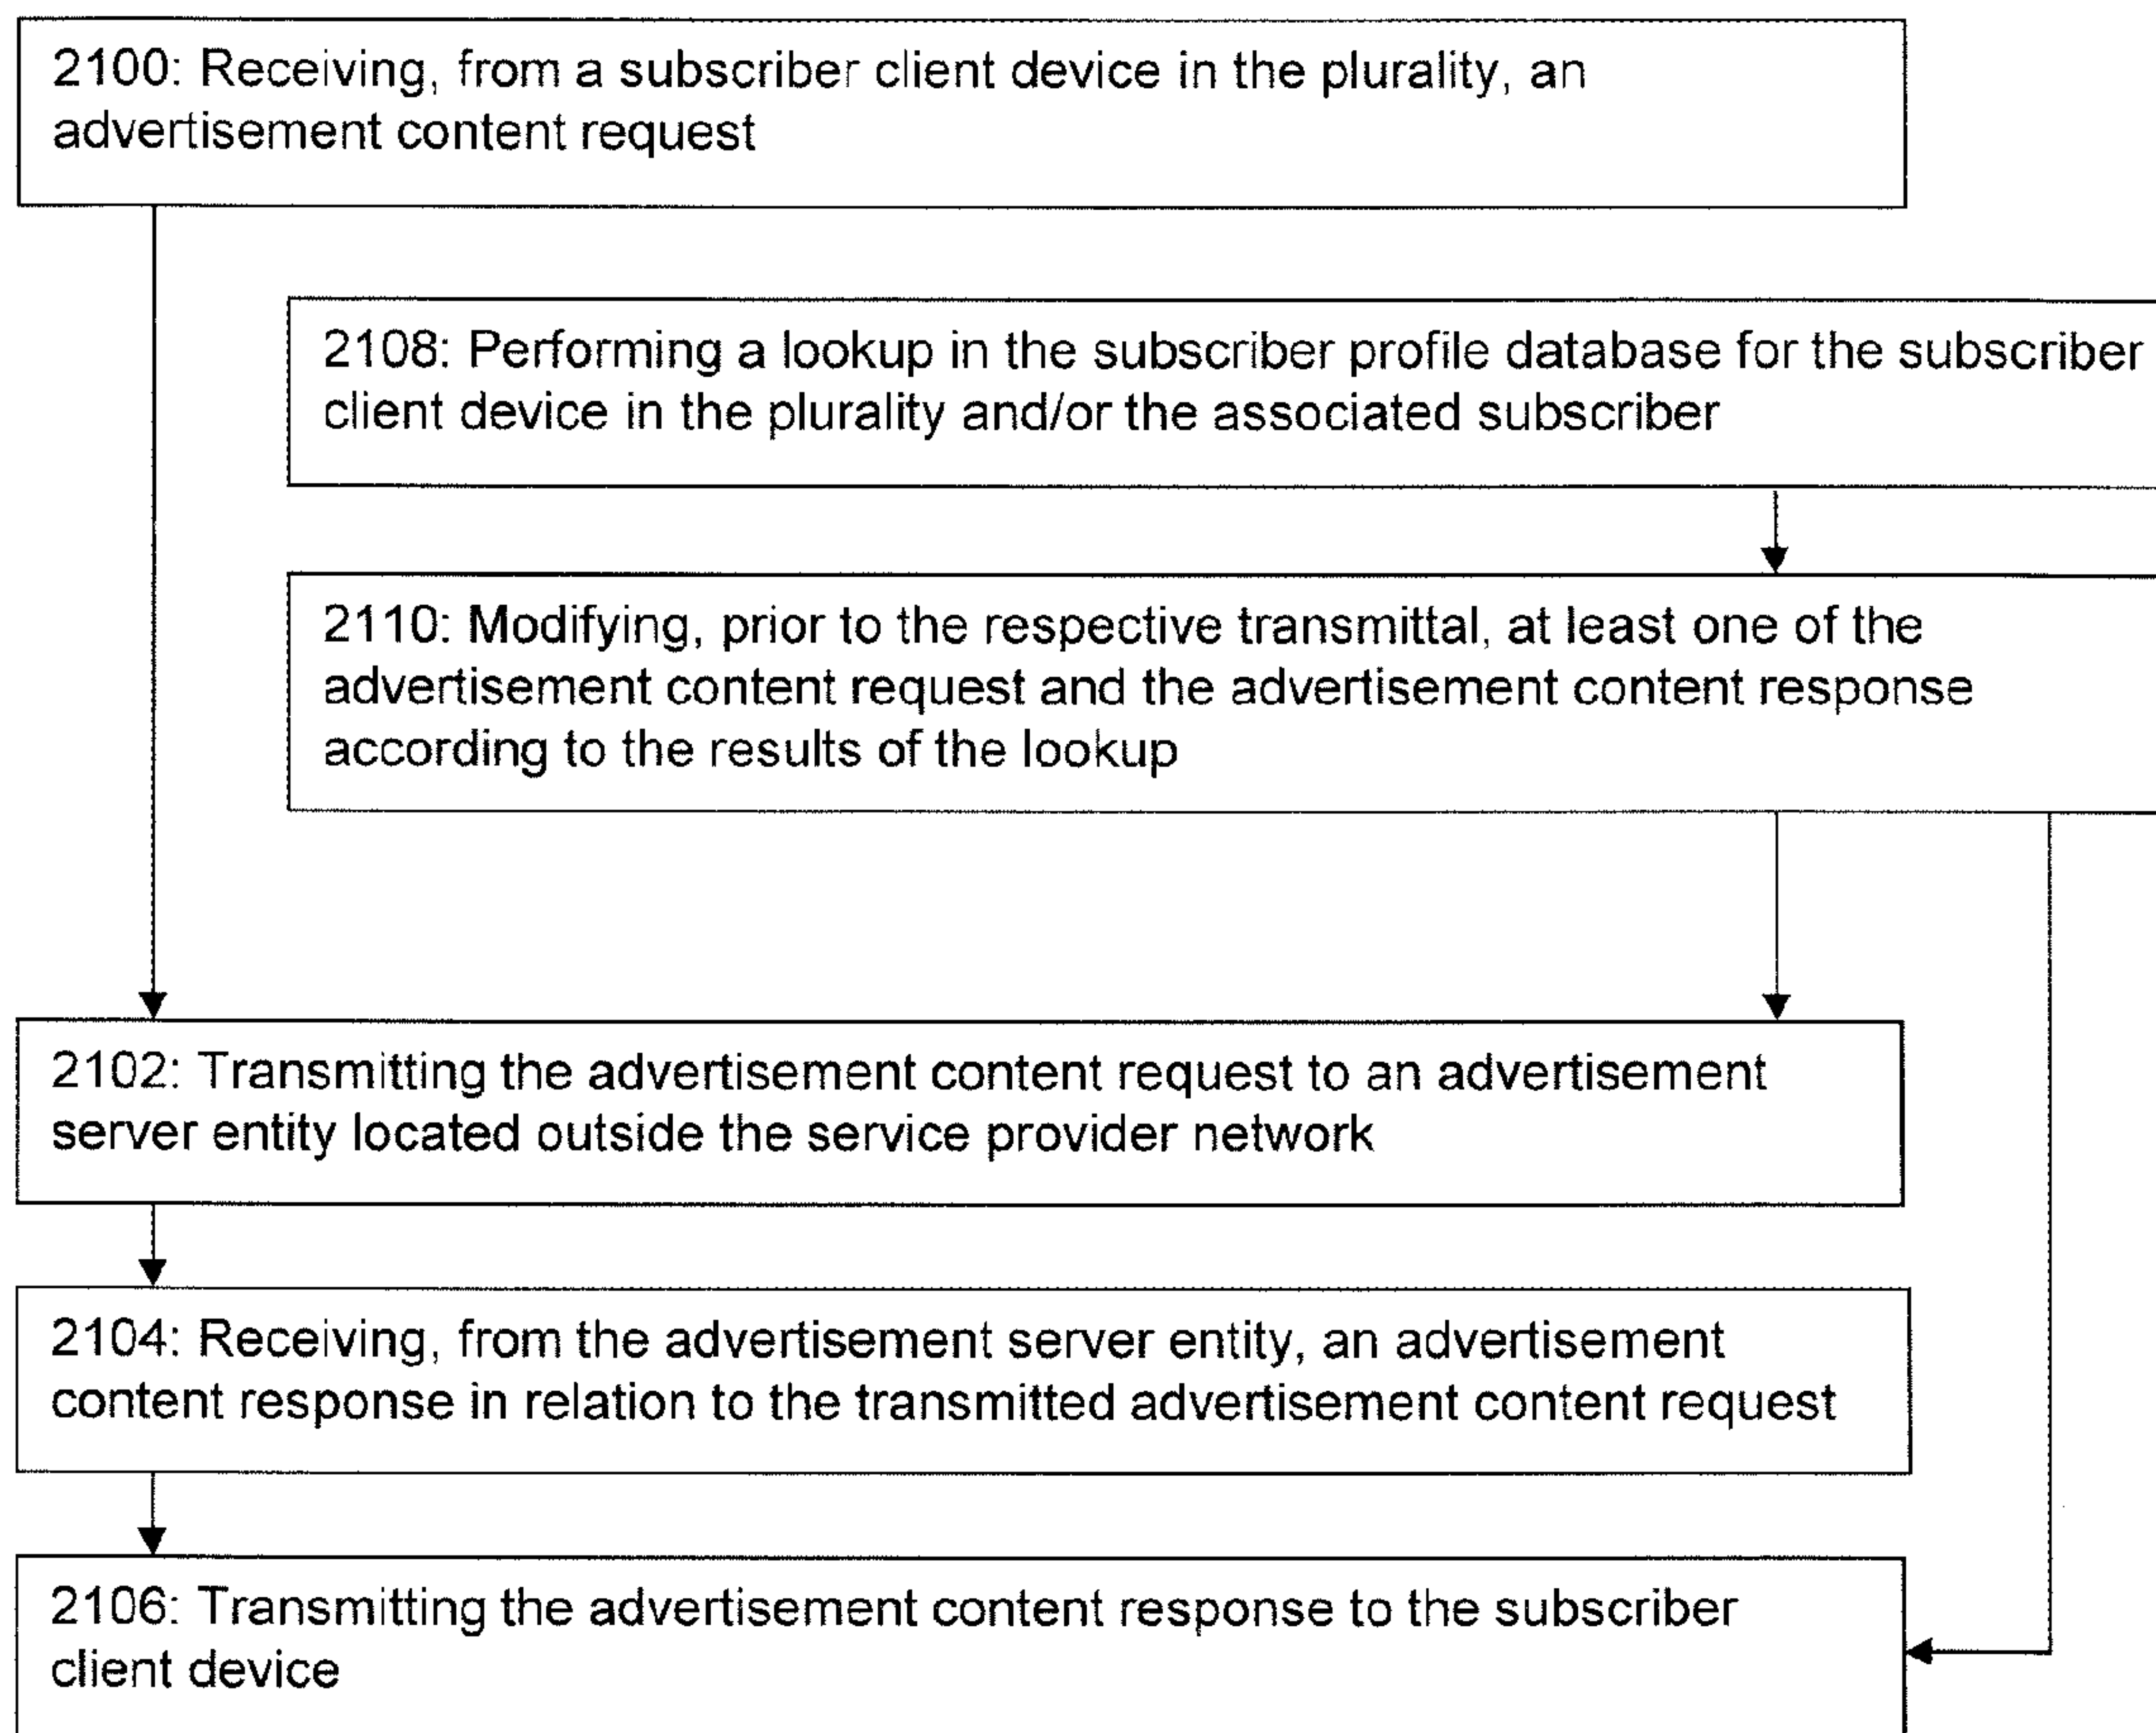 2100: Receiving, from a subscriber client device in the plurality, an
advertisement content request
2108: Performing a lookup in the subscriber profile database for the subscriber
client device in the plurality and/or the associated subscriber
2110: Modifying, prior to the respective transmittal, at least one of the
advertisement content request and the advertisement content response
according to the results of the lookup
2102: Transmitting the advertisement content request to an advertisement
server entity located outside the service provider network
2104: Receiving, from the advertisement server entity, an advertisement
content response in relation to the transmitted advertisement content request
2106: Transmitting the advertisement content response to the subscriber
client device